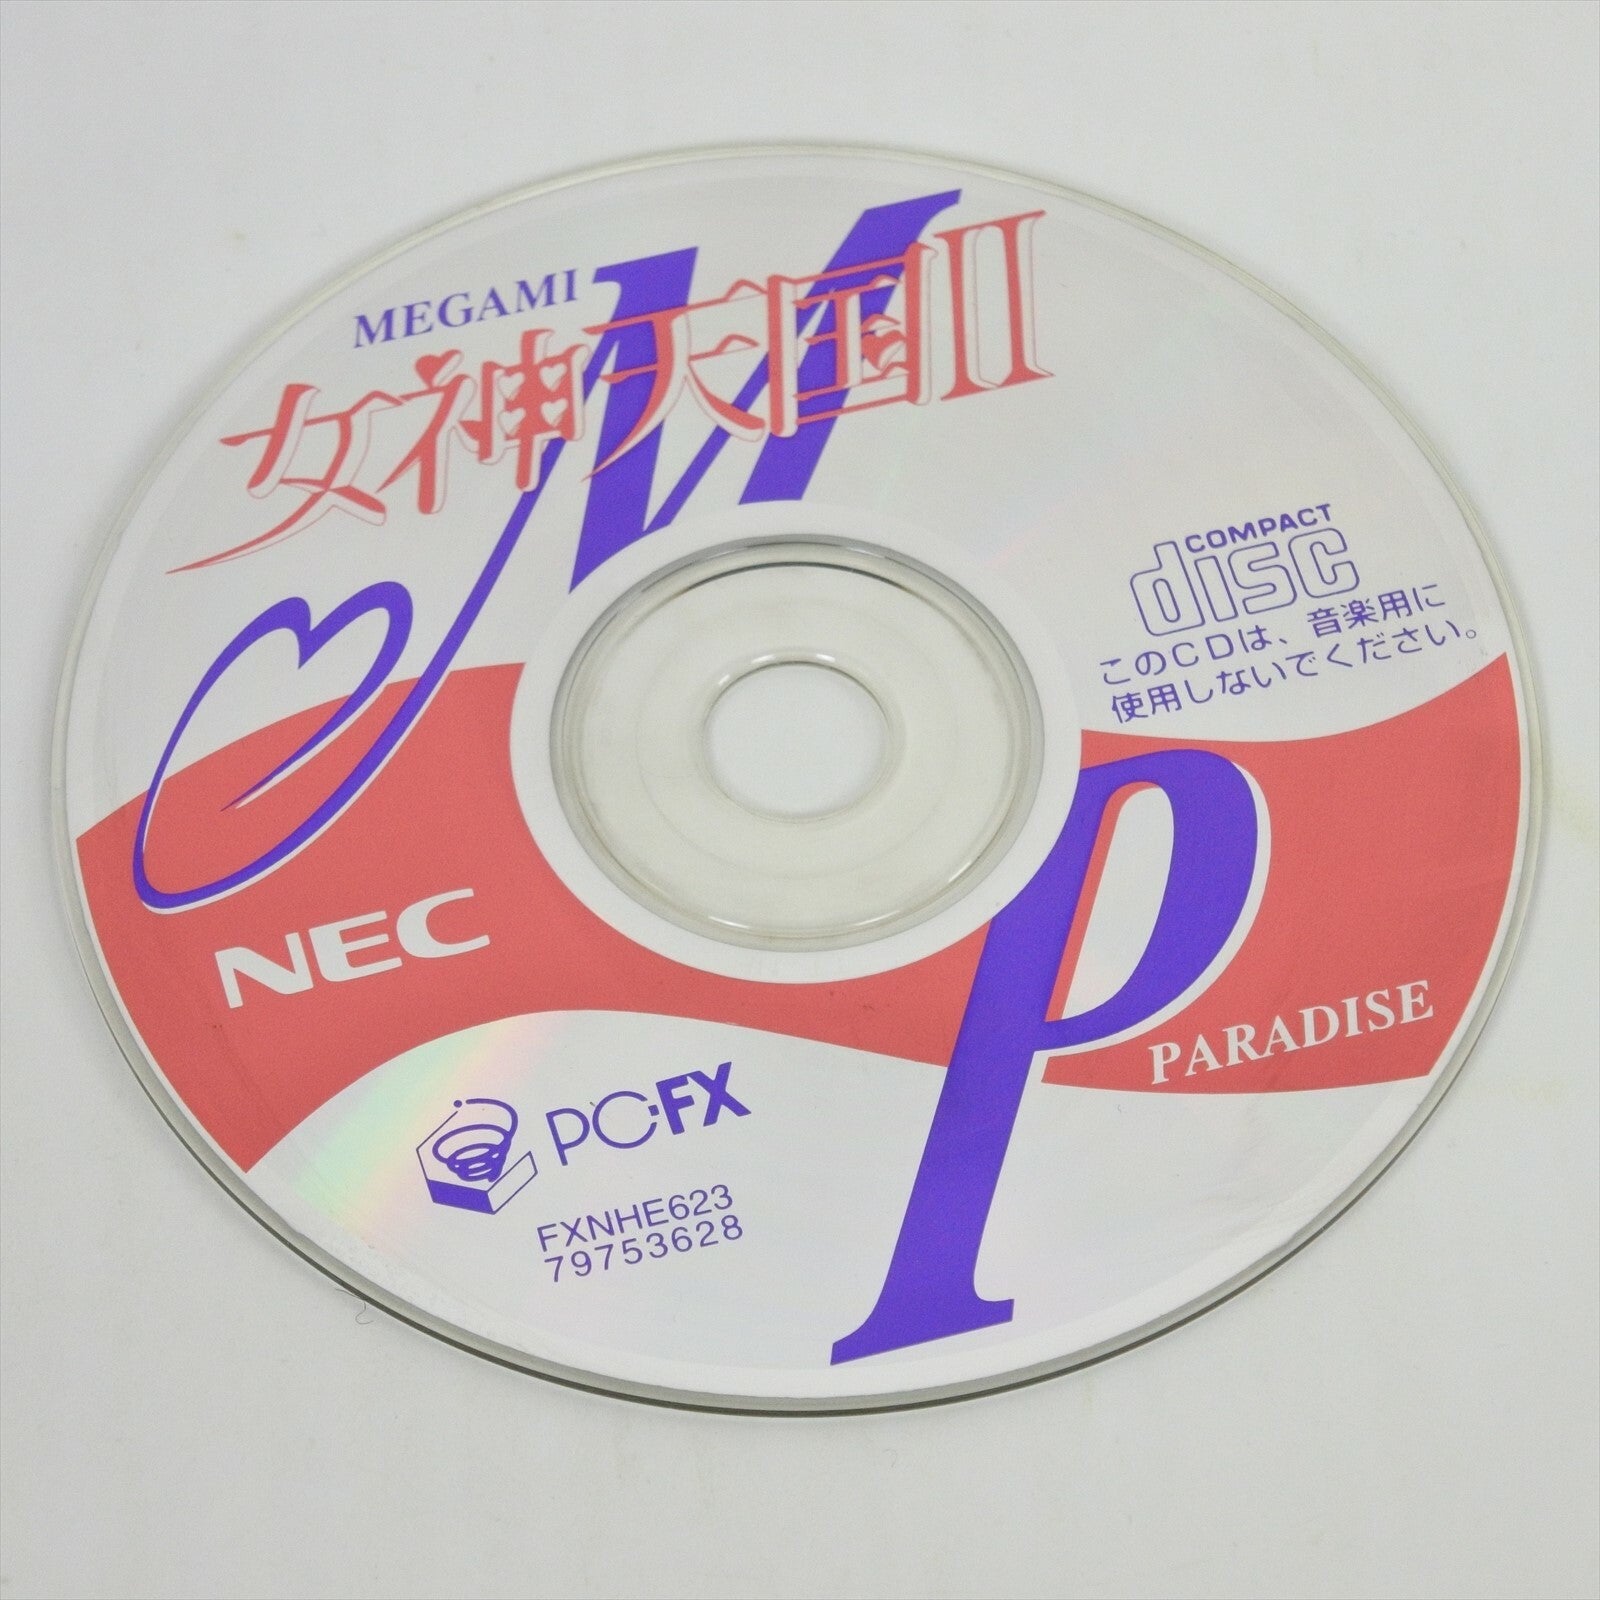 MEGAMI
女神天国II
M
COMPACT
disc
このCDは、音楽用に
使用しないでください。
NEC
P
PARADISE
PC-FX
FXNHE623
79753628